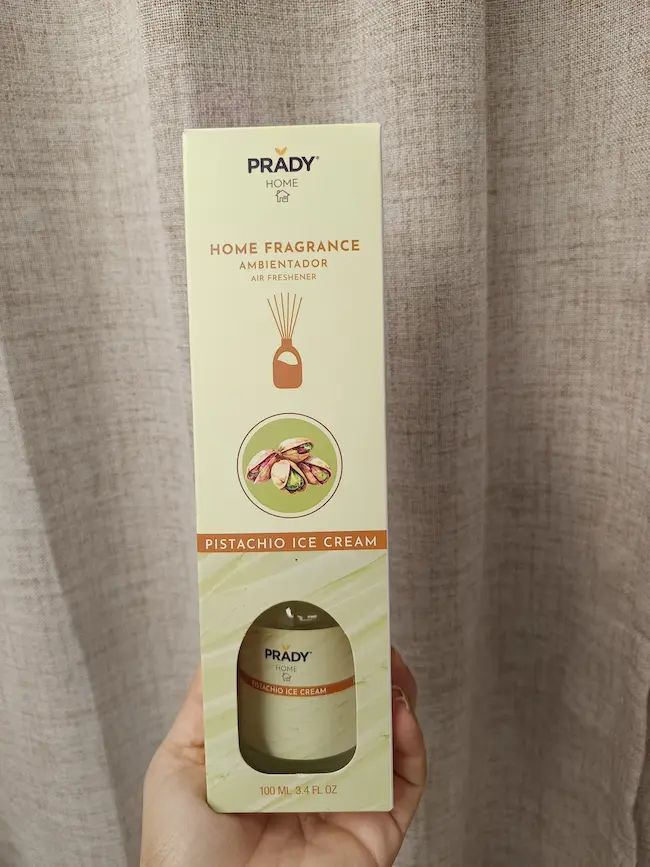 PRADY®
HOME
HOME FRAGRANCE
AMBIENTADOR
AIR FRESHENER
PISTACHIO ICE CREAM
PRADY®
HOME
PISTACHIO ICE CREAM
100 ML 3.4 FL OZ